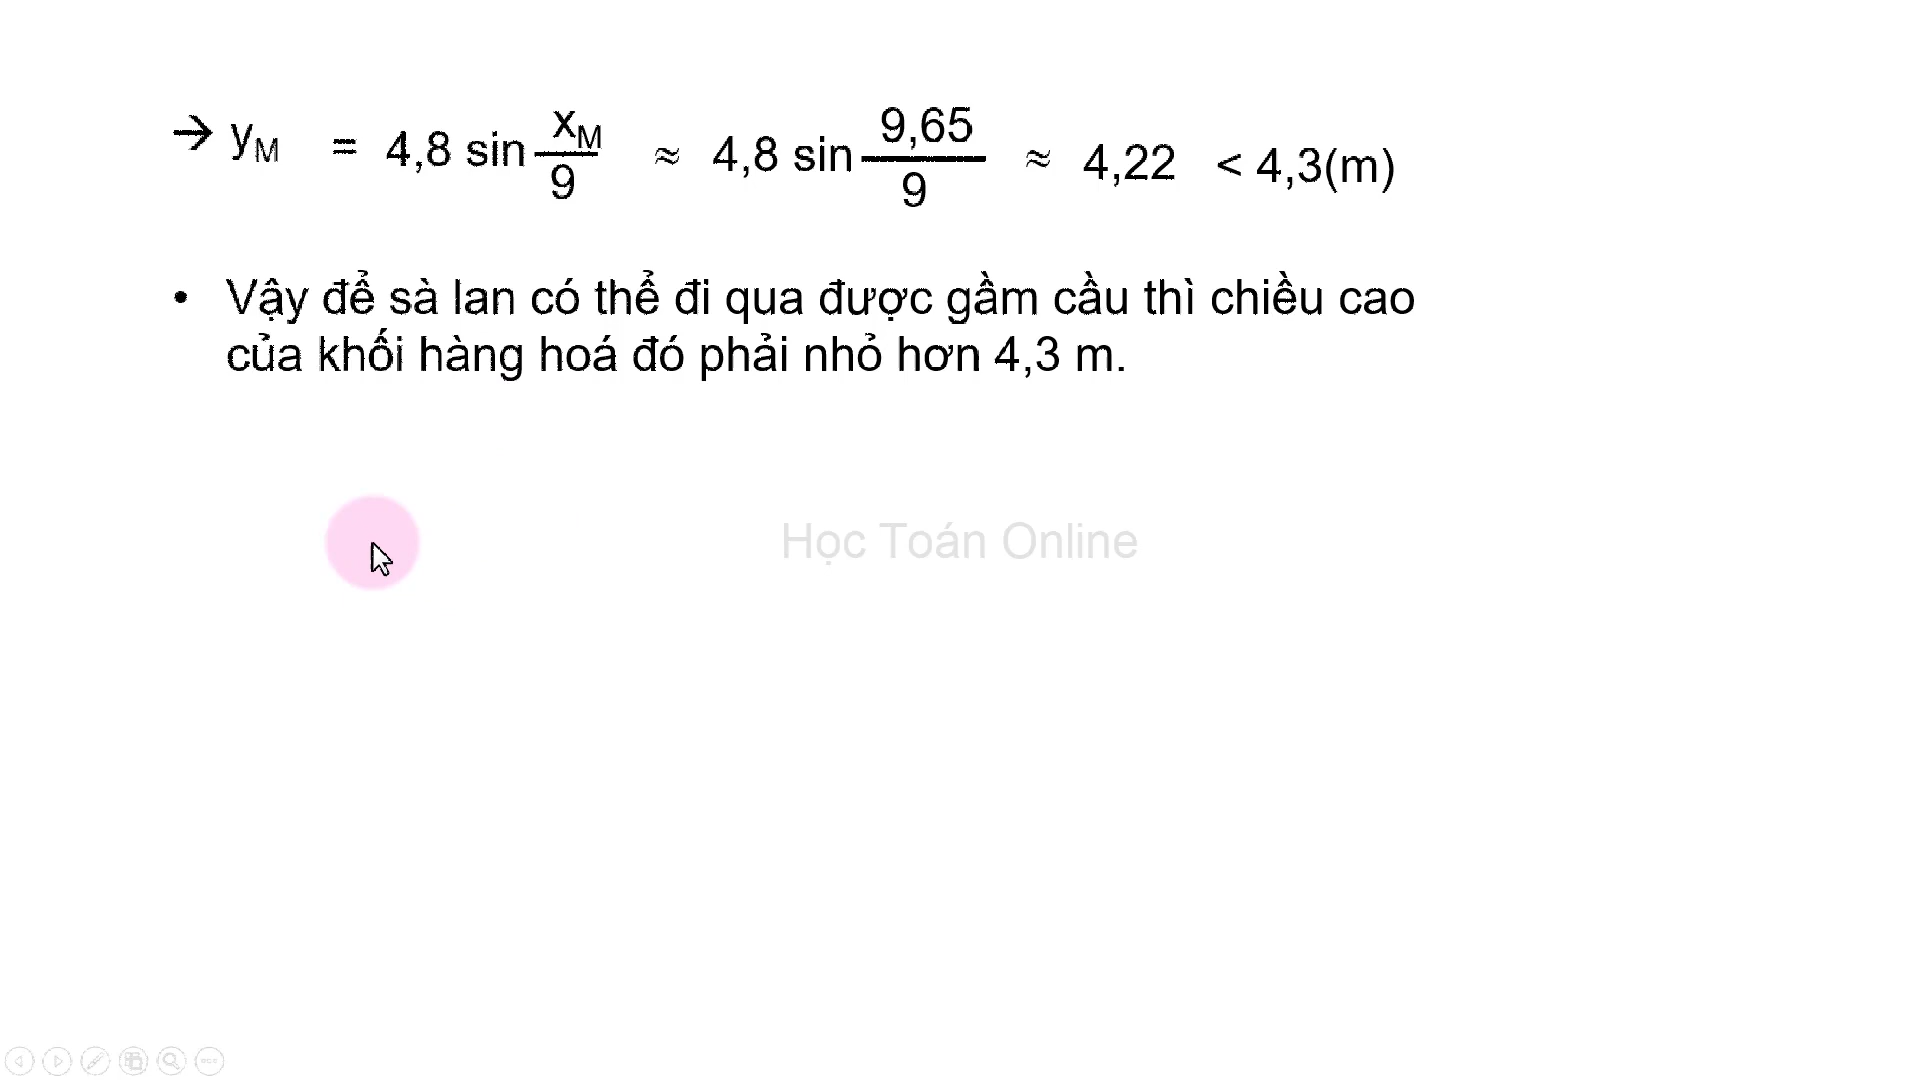 → yM = 4,8 sin xM/9 ≈ 4,8 sin 9,65/9 ≈ 4,22 < 4,3(m)
• Vậy để sà lan có thể đi qua được gầm cầu thì chiều cao
của khối hàng hoá đó phải nhỏ hơn 4,3 m.
Học Toán Online